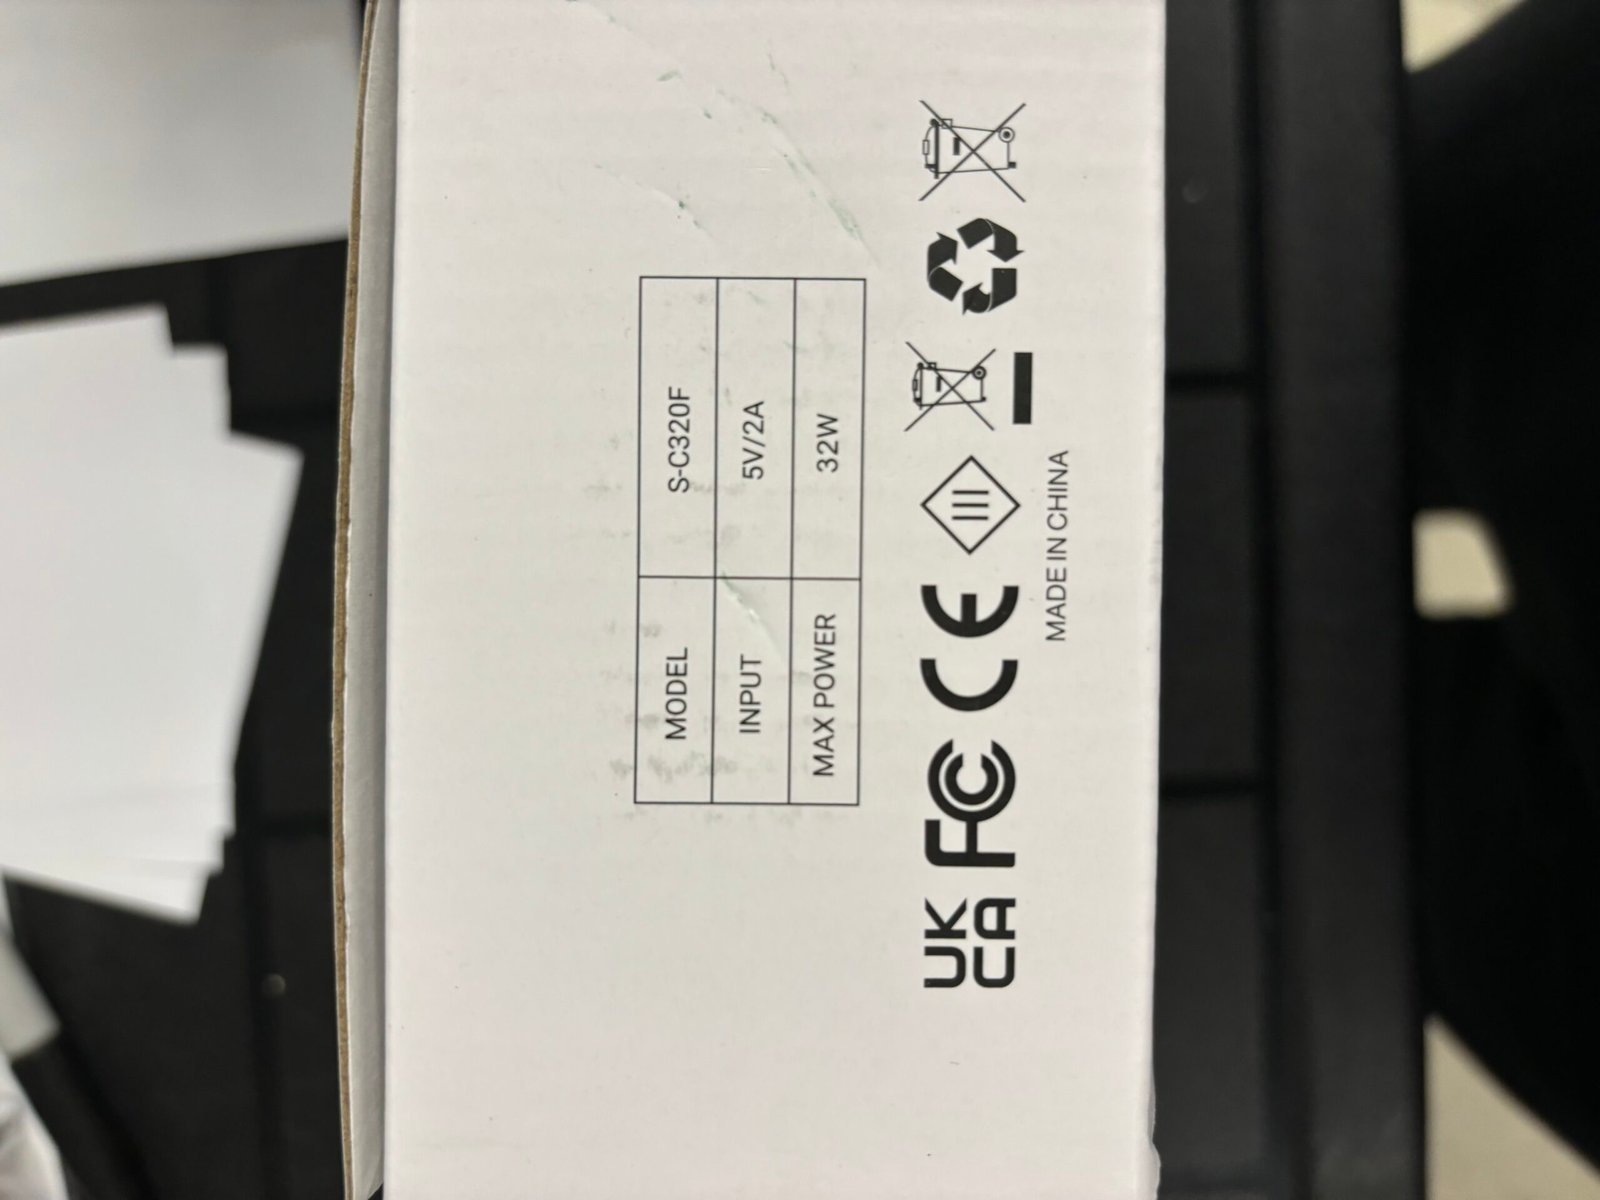 MODEL S-C320F
INPUT 5V/2A
MAX POWER 32W
UK
CA FC CE
MADE IN CHINA